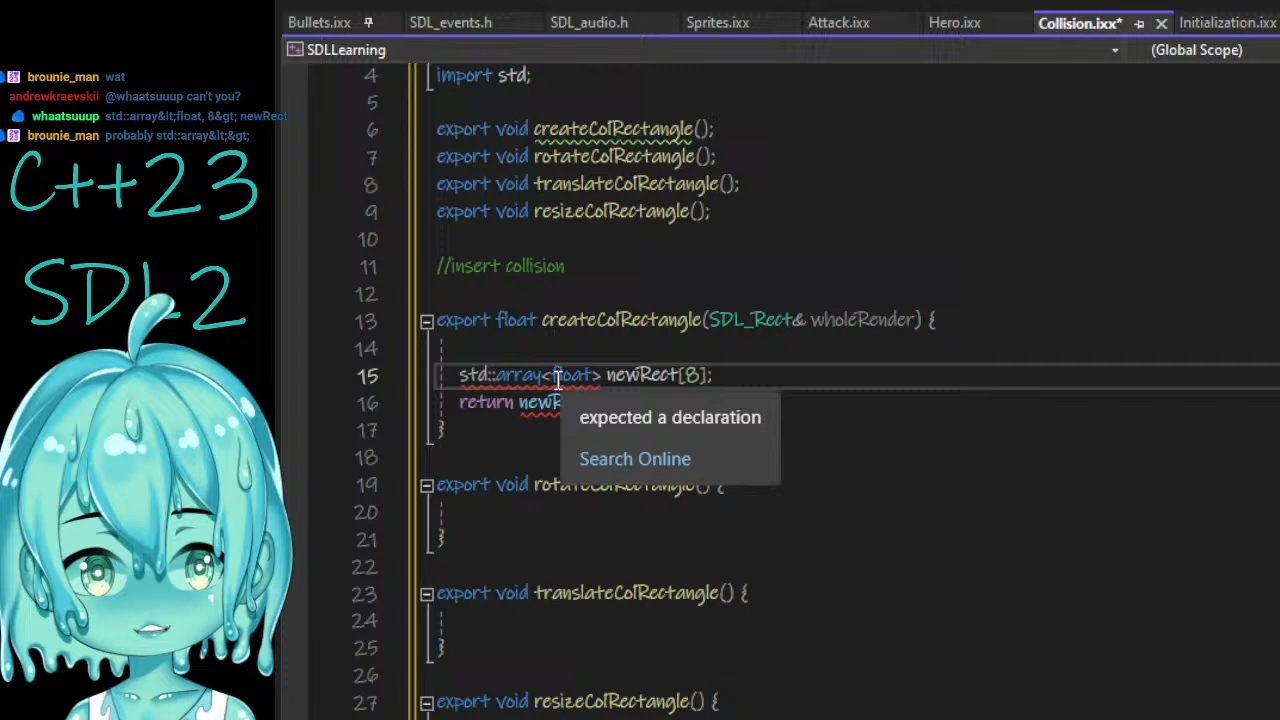 Bullets.ixx
SDL_events.h
SDL_audio.h
Sprites.ixx
Attack.ixx
Hero.ixx
Collision.ixx*
Initialization.ixx
SDLLearning
(Global Scope)
brounie_man wat
andrewkraevskii @whaatsuuup can't you?
whaatsuuup std::array&lt;float, 8&gt; newRect
brounie_man probably std::array&lt;&gt;
C++23
SDL2
4 import std;
5
6 export void createColRectangle();
7 export void rotateColRectangle();
8 export void translateColRectangle();
9 export void resizeColRectangle();
10
11 //insert collision
12
13 export float createColRectangle(SDL_Rect& wholeRender) {
14
15 std::array<float> newRect[8];
16 return newR
17 }
expected a declaration
Search Online
18
19 export void rotateColRectangle() {
20
21 }
22
23 export void translateColRectangle() {
24
25 }
26
27 export void resizeColRectangle() {